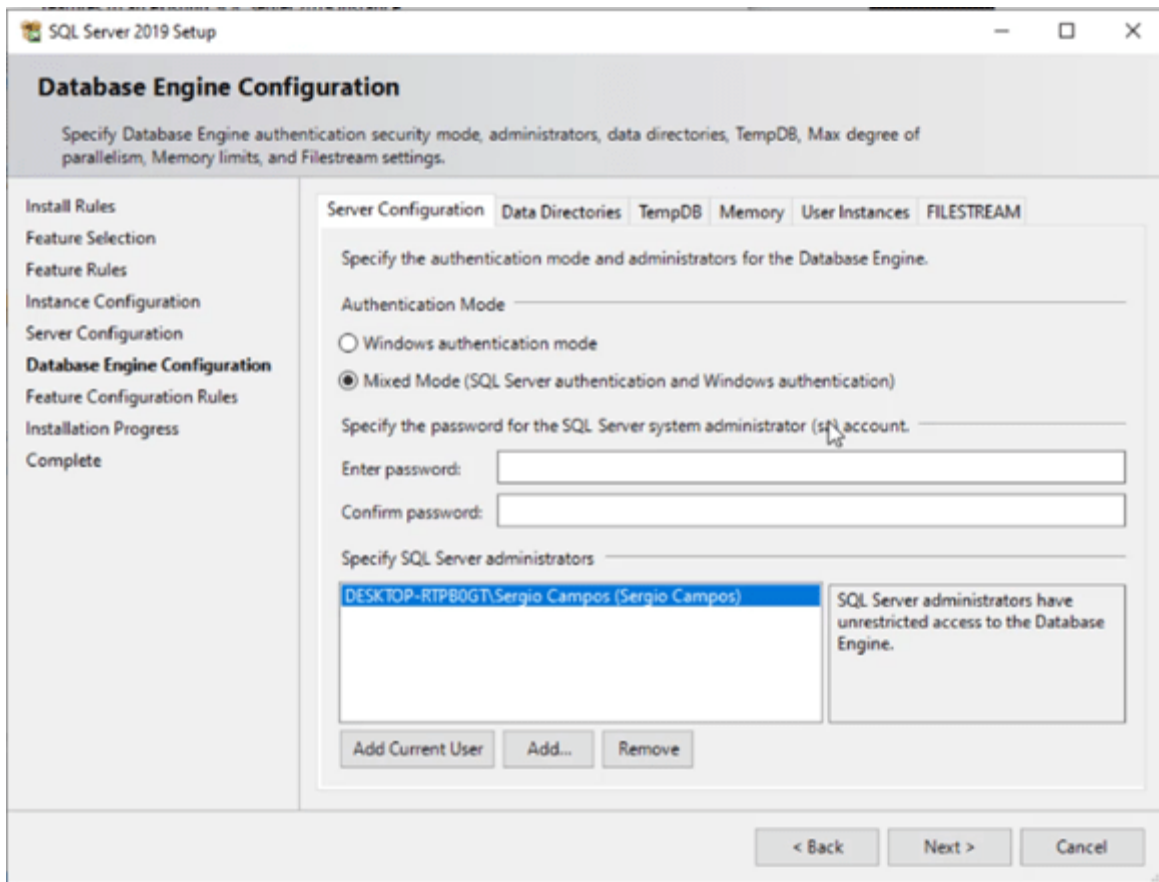 SQL Server 2019 Setup
Database Engine Configuration
Specify Database Engine authentication security mode, administrators, data directories, TempDB, Max degree of
parallelism, Memory limits, and Filestream settings.
Install Rules
Feature Selection
Feature Rules
Instance Configuration
Server Configuration
Database Engine Configuration
Feature Configuration Rules
Installation Progress
Complete
Server Configuration Data Directories TempDB Memory User Instances FILESTREAM
Specify the authentication mode and administrators for the Database Engine.
Authentication Mode
Windows authentication mode
Mixed Mode (SQL Server authentication and Windows authentication)
Specify the password for the SQL Server system administrator (sa) account.
Enter password:
Confirm password:
Specify SQL Server administrators
DESKTOP-RTPB0GT\Sergio Campos (Sergio Campos)
SQL Server administrators have
unrestricted access to the Database
Engine.
Add Current User Add... Remove
< Back Next > Cancel